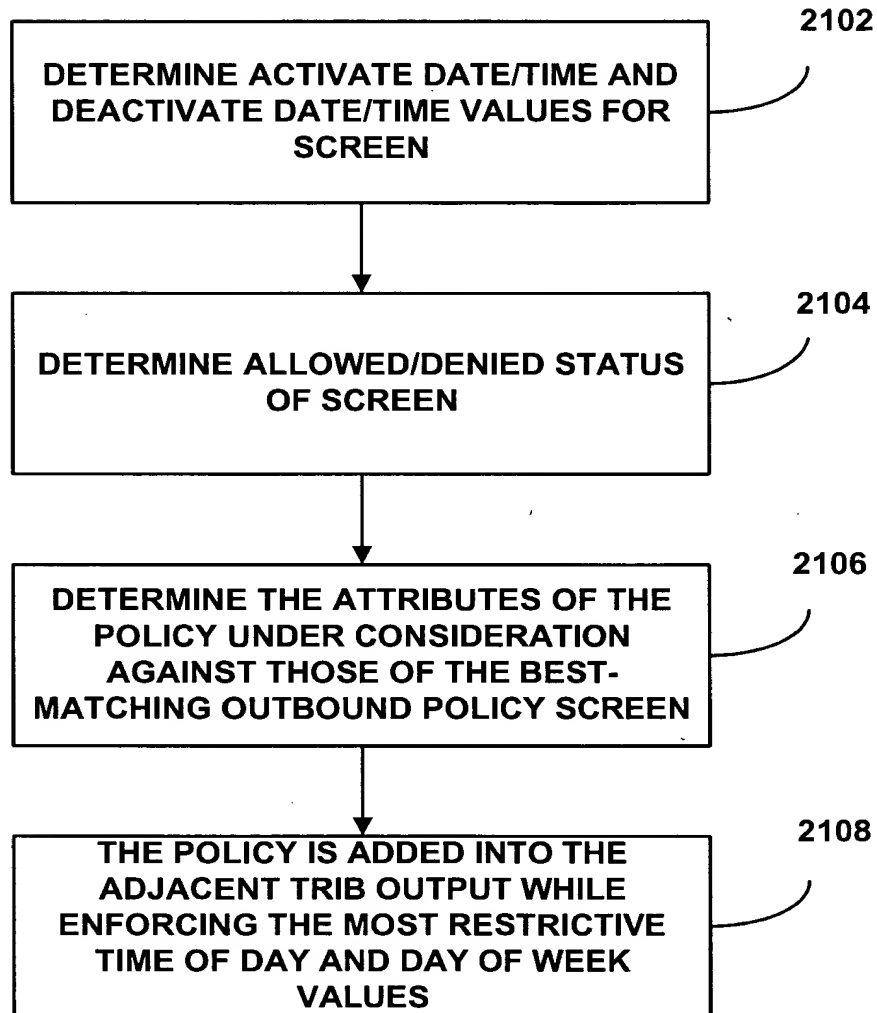 2102
DETERMINE ACTIVATE DATE/TIME AND
DEACTIVATE DATE/TIME VALUES FOR
SCREEN
2104
DETERMINE ALLOWED/DENIED STATUS
OF SCREEN
2106
DETERMINE THE ATTRIBUTES OF THE
POLICY UNDER CONSIDERATION
AGAINST THOSE OF THE BEST-
MATCHING OUTBOUND POLICY SCREEN
2108
THE POLICY IS ADDED INTO THE
ADJACENT TRIB OUTPUT WHILE
ENFORCING THE MOST RESTRICTIVE
TIME OF DAY AND DAY OF WEEK
VALUES